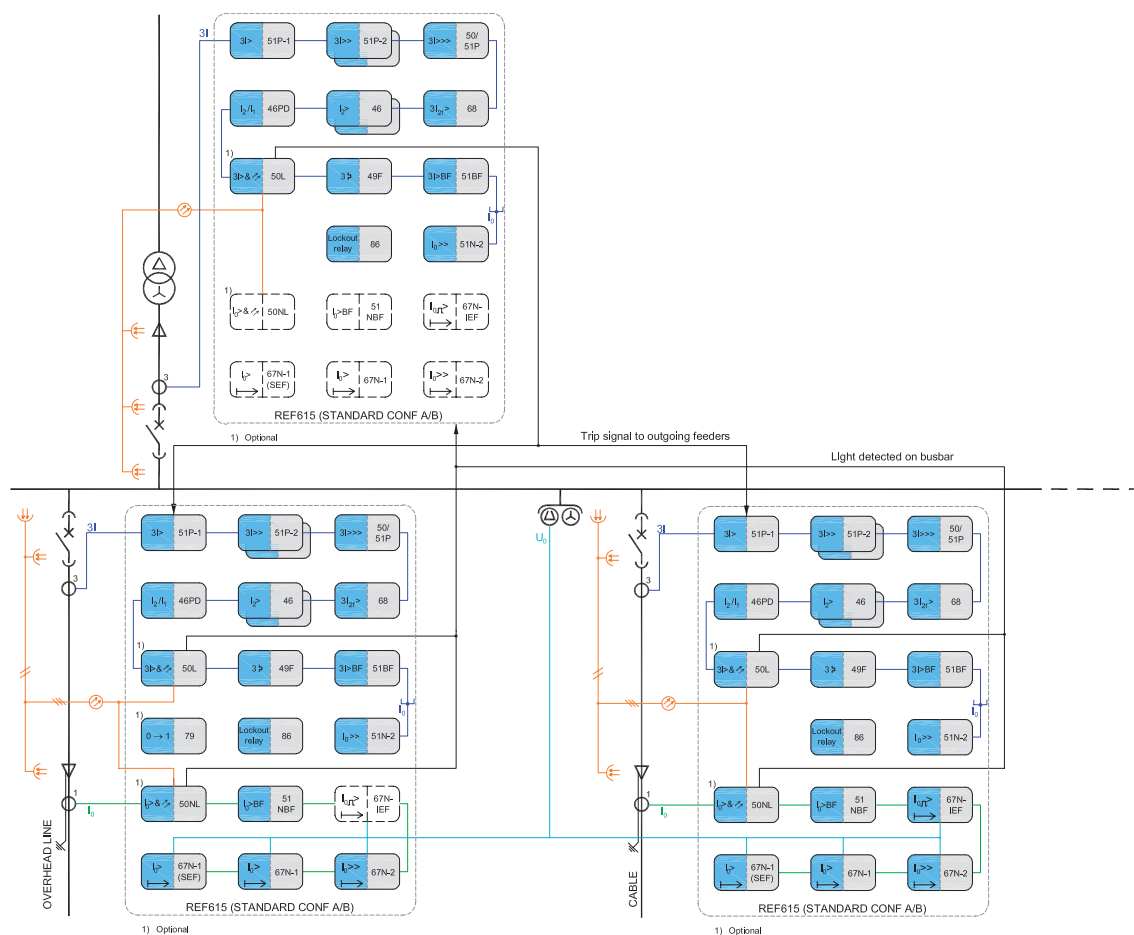 3I
3I> 51P-1
3I>> 51P-2
3I>>> 50/
51P
I2/I1 46PD
I2> 46
3I2f> 68
1)
3I>& 50L
3 49F
3I>BF 51BF
I0
Lockout
relay 86
I0>> 51N-2
1)
I0>& 50NL
I0>BF 51
NBF
I0 > 67N-
IEF
I0> 67N-1
(SEF)
I0> 67N-1
I0>> 67N-2
3
REF615 (STANDARD CONF A/B)
1) Optional
Trip signal to outgoing feeders
LIght detected on busbar
3I
3I> 51P-1
3I>> 51P-2
3I>>> 50/
51P
3
I2/I1 46PD
I2> 46
3I2f> 68
1)
3I>& 50L
3 49F
3I>BF 51BF
I0
1)
0 → 1 79
Lockout
relay 86
I0>> 51N-2
1)
1
I0
I0>& 50NL
I0>BF 51
NBF
I0 > 67N-
IEF
I0> 67N-1
(SEF)
I0> 67N-1
I0>> 67N-2
OVERHEAD LINE
REF615 (STANDARD CONF A/B)
1) Optional
U0
3I
3I> 51P-1
3I>> 51P-2
3I>>> 50/
51P
3
I2/I1 46PD
I2> 46
3I2f> 68
1)
3I>& 50L
3 49F
3I>BF 51BF
I0
Lockout
relay 86
I0>> 51N-2
1)
1
I0
I0>& 50NL
I0>BF 51
NBF
I0 > 67N-
IEF
I0> 67N-1
(SEF)
I0> 67N-1
I0>> 67N-2
CABLE
REF615 (STANDARD CONF A/B)
1) Optional